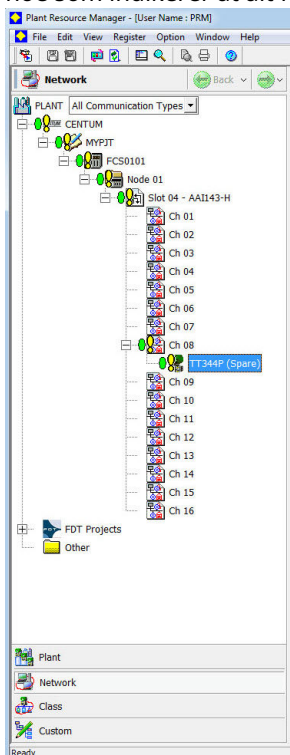 Plant Resource Manager - [User Name : PRM]
File Edit View Register Option Window Help
Network Back
PLANT All Communication Types
CENTUM
MYPJT
FCS0101
Node 01
Slot 04 - AAI143-H
Ch 01
Ch 02
Ch 03
Ch 04
Ch 05
Ch 06
Ch 07
Ch 08
TT344P (Spare)
Ch 09
Ch 10
Ch 11
Ch 12
Ch 13
Ch 14
Ch 15
Ch 16
FDT Projects
Other
Plant
Network
Class
Custom
Ready